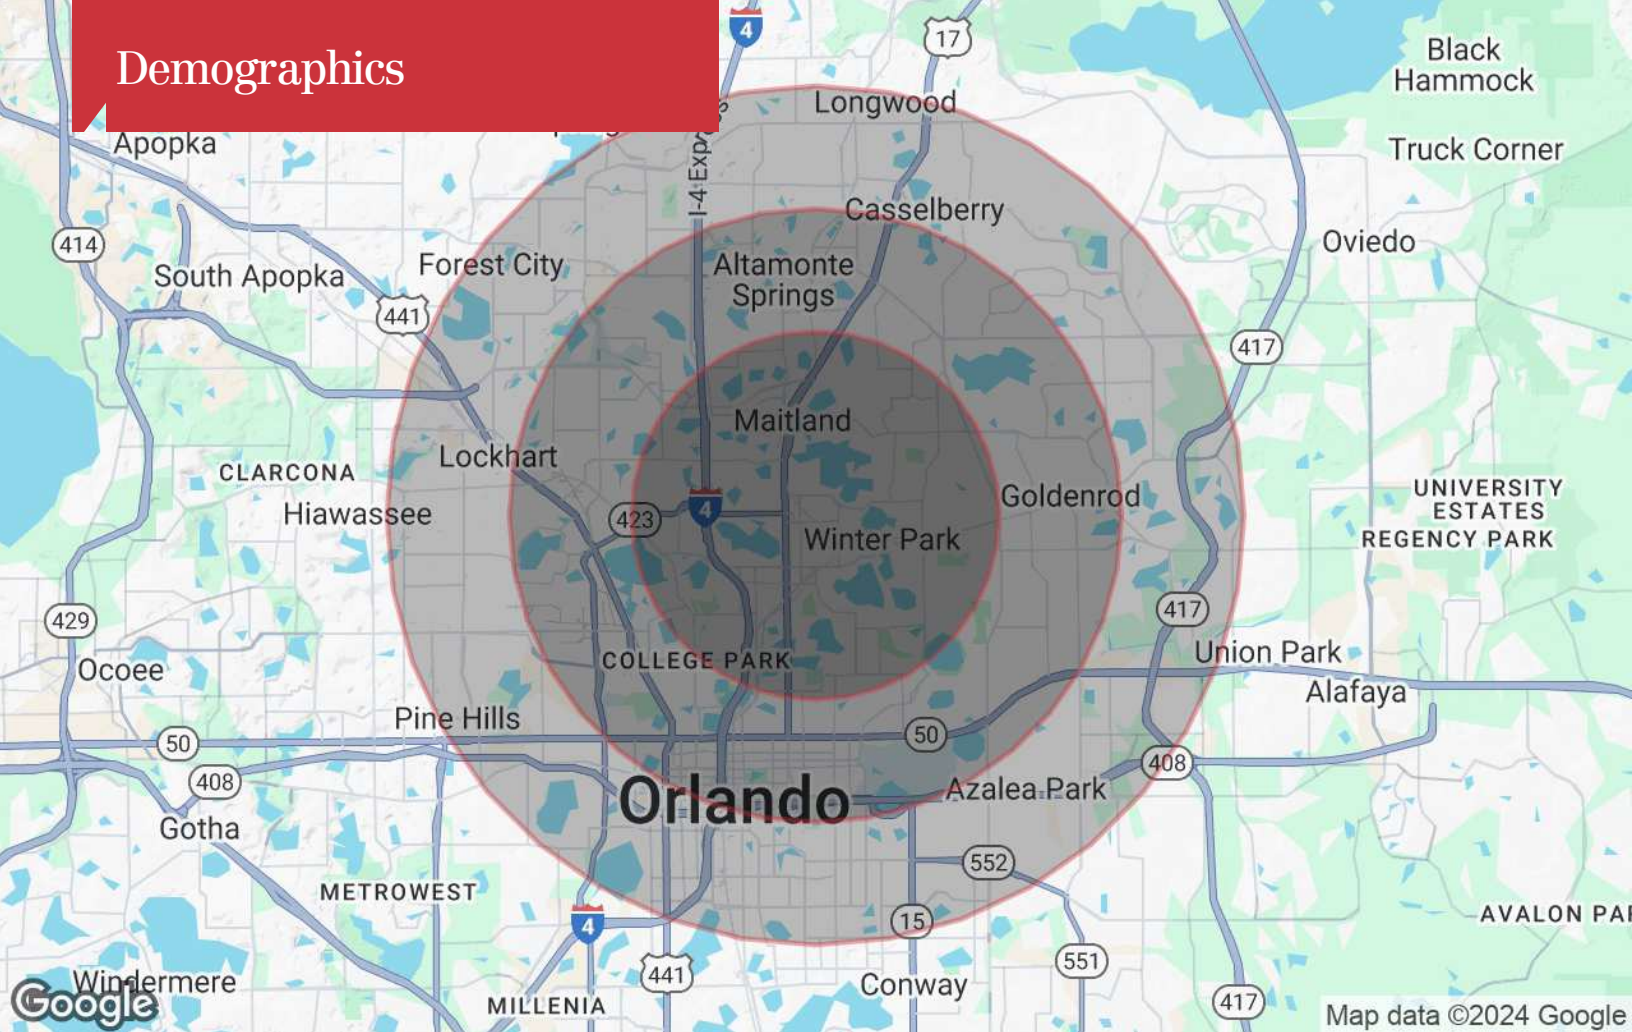 Demographics
4
17
Black
Hammock
Longwood
Apopka
Truck Corner
I-4 Express
Casselberry
414
Oviedo
Forest City
Altamonte
Springs
South Apopka
441
417
Maitland
Lockhart
CLARCONA
Hiawassee
423
4
Goldenrod
UNIVERSITY
ESTATES
REGENCY PARK
Winter Park
429
417
Ocoee
COLLEGE PARK
Union Park
Alafaya
Pine Hills
50
50
408
408
Orlando
Azalea Park
Gotha
552
METROWEST
4
15
AVALON PAR
441
551
Windermere
Conway
MILLENIA
417
Google
Map data ©2024 Google